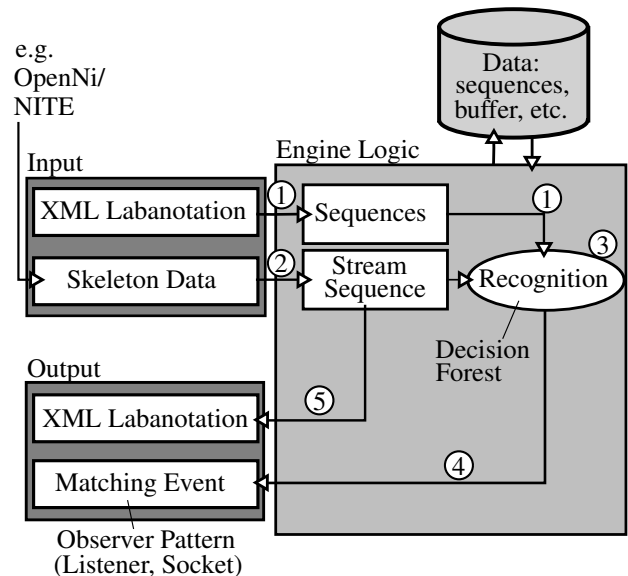 e.g.
OpenNi/
NITE
Data:
sequences,
buffer, etc.
Input
Engine Logic
XML Labanotation
1
Sequences
1
3
Skeleton Data
2
Stream
Sequence
Recognition
Decision
Forest
Output
XML Labanotation
5
Matching Event
4
Observer Pattern
(Listener, Socket)